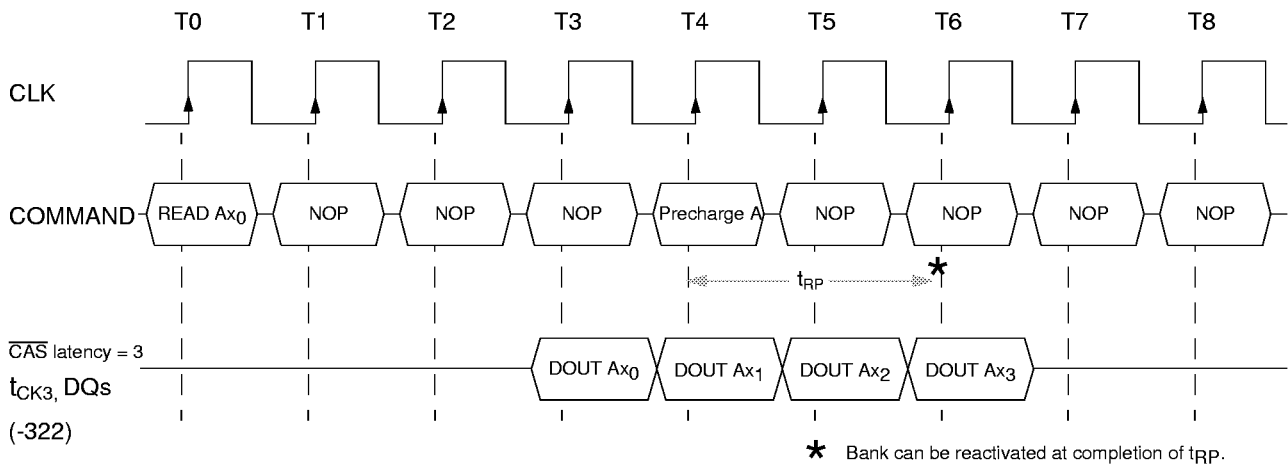 T0 T1 T2 T3 T4 T5 T6 T7 T8
CLK
COMMAND READ Ax0 NOP NOP NOP Precharge A NOP NOP NOP NOP
*
tRP
CAS latency = 3
DOUT Ax0 DOUT Ax1 DOUT Ax2 DOUT Ax3
tCK3, DQs
(-322)
* Bank can be reactivated at completion of tRP.